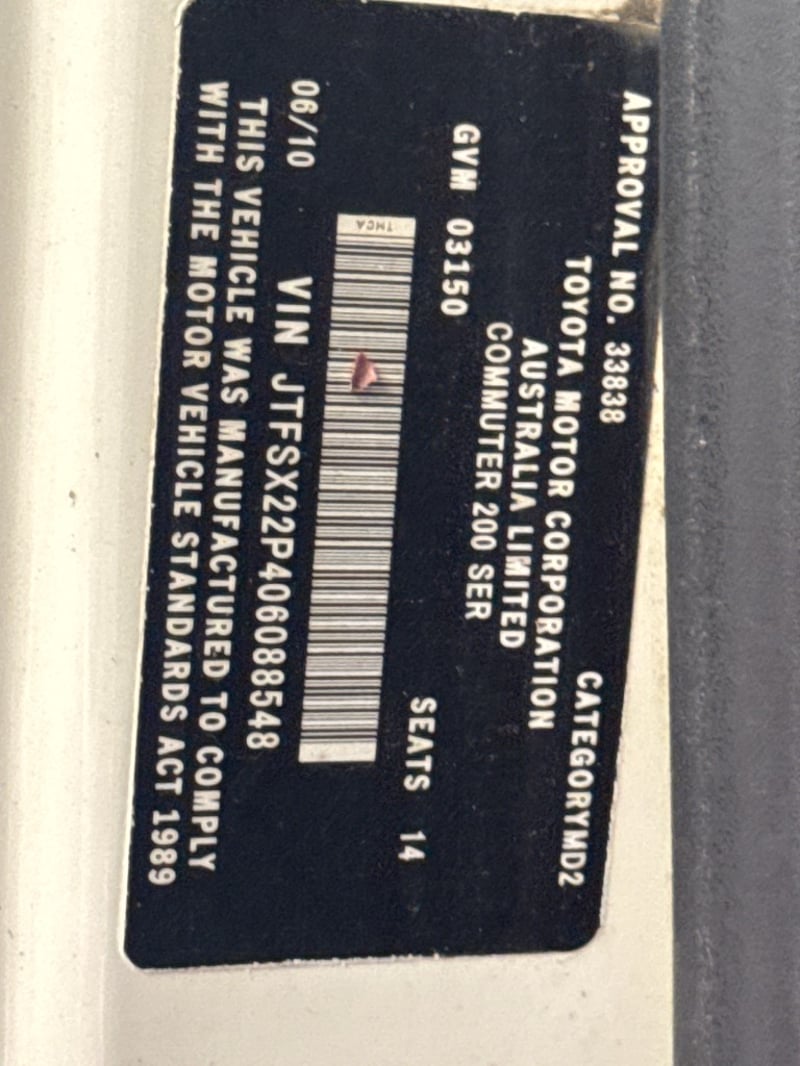 APPROVAL NO. 33838 CATEGORYMD2
TOYOTA MOTOR CORPORATION
AUSTRALIA LIMITED
COMMUTER 200 SER
GVM 03150 SEATS 14
TMCA
06/10 VIN JTFSX22P406088548
THIS VEHICLE WAS MANUFACTURED TO COMPLY
WITH THE MOTOR VEHICLE STANDARDS ACT 1989